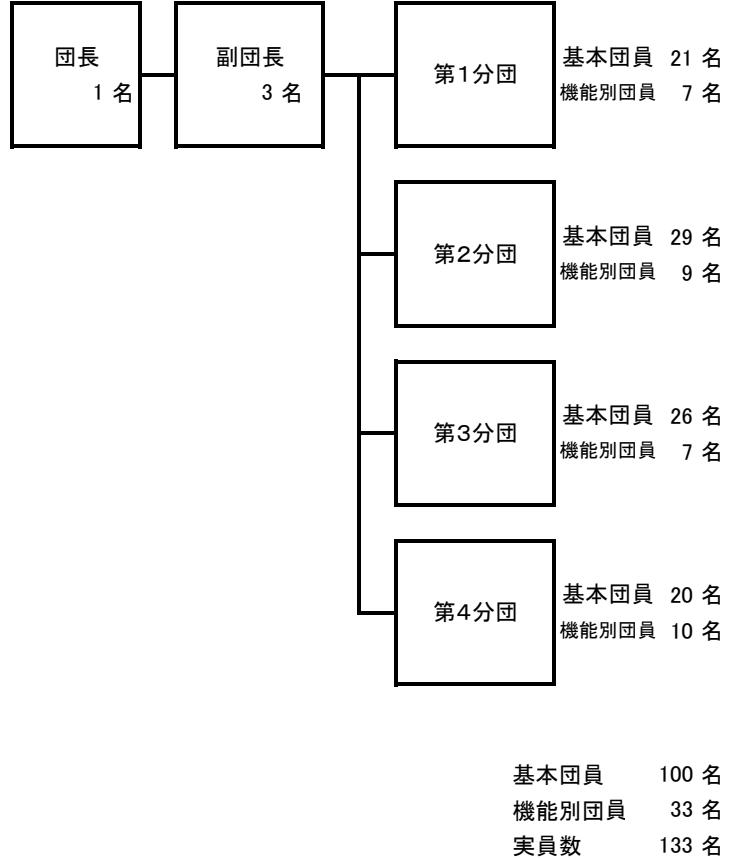 団長
1 名
副団長
3 名
第1分団
基本団員 21 名
機能別団員 7 名
第2分団
基本団員 29 名
機能別団員 9 名
第3分団
基本団員 26 名
機能別団員 7 名
第4分団
基本団員 20 名
機能別団員 10 名
基本団員 100 名
機能別団員 33 名
実員数 133 名